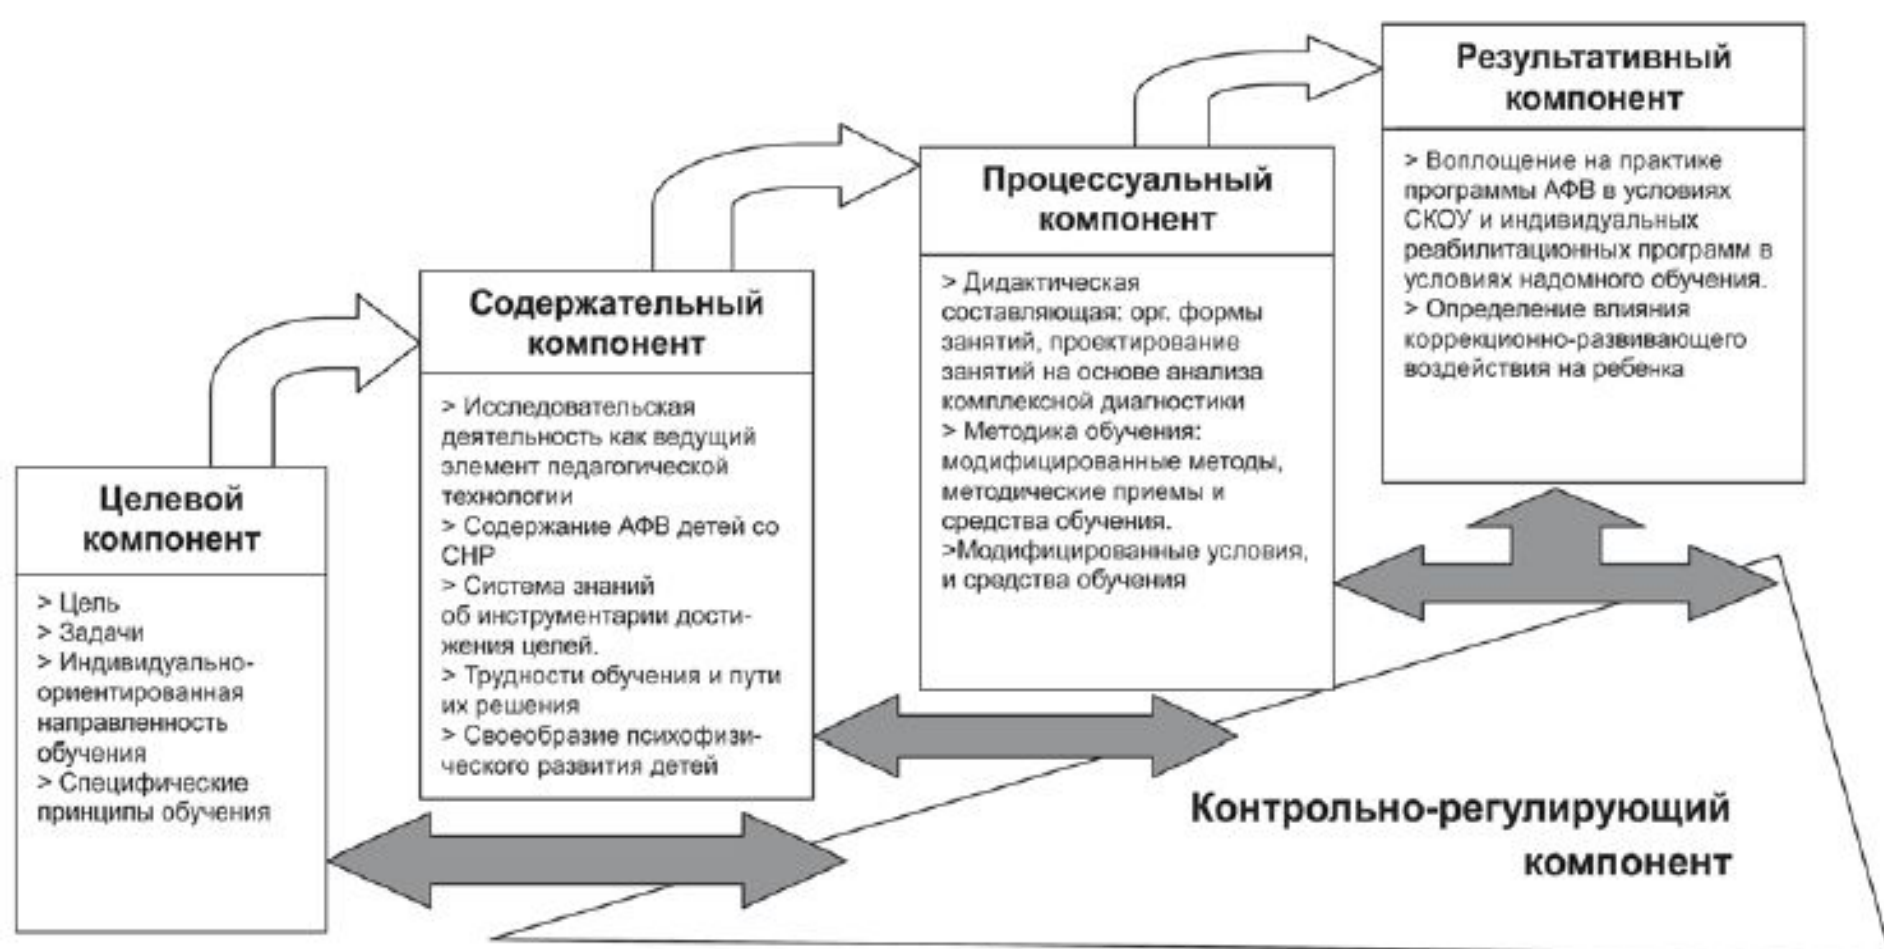 Целевой
компонент
> Цель
> Задачи
> Индивидуально-
ориентированная
направленность
обучения
> Специфические
принципы обучения
Содержательный
компонент
> Исследовательская
деятельность как ведущий
элемент педагогической
технологии
> Содержание АФВ детей со
СНР
> Система знаний
об инструментарии дости-
жения целей.
> Трудности обучения и пути
их решения
> Своеобразие психофизи-
ческого развития детей
Процессуальный
компонент
> Дидактическая
составляющая: орг. формы
занятий, проектирование
занятий на основе анализа
комплексной диагностики
> Методика обучения:
модифицированные методы,
методические приемы и
средства обучения.
>Модифицированные условия,
и средства обучения
Результативный
компонент
> Воплощение на практике
программы АФВ в условиях
СКОУ и индивидуальных
реабилитационных программ в
условиях надомного обучения.
> Определение влияния
коррекционно-развивающего
воздействия на ребенка
Контрольно-регулирующий
компонент